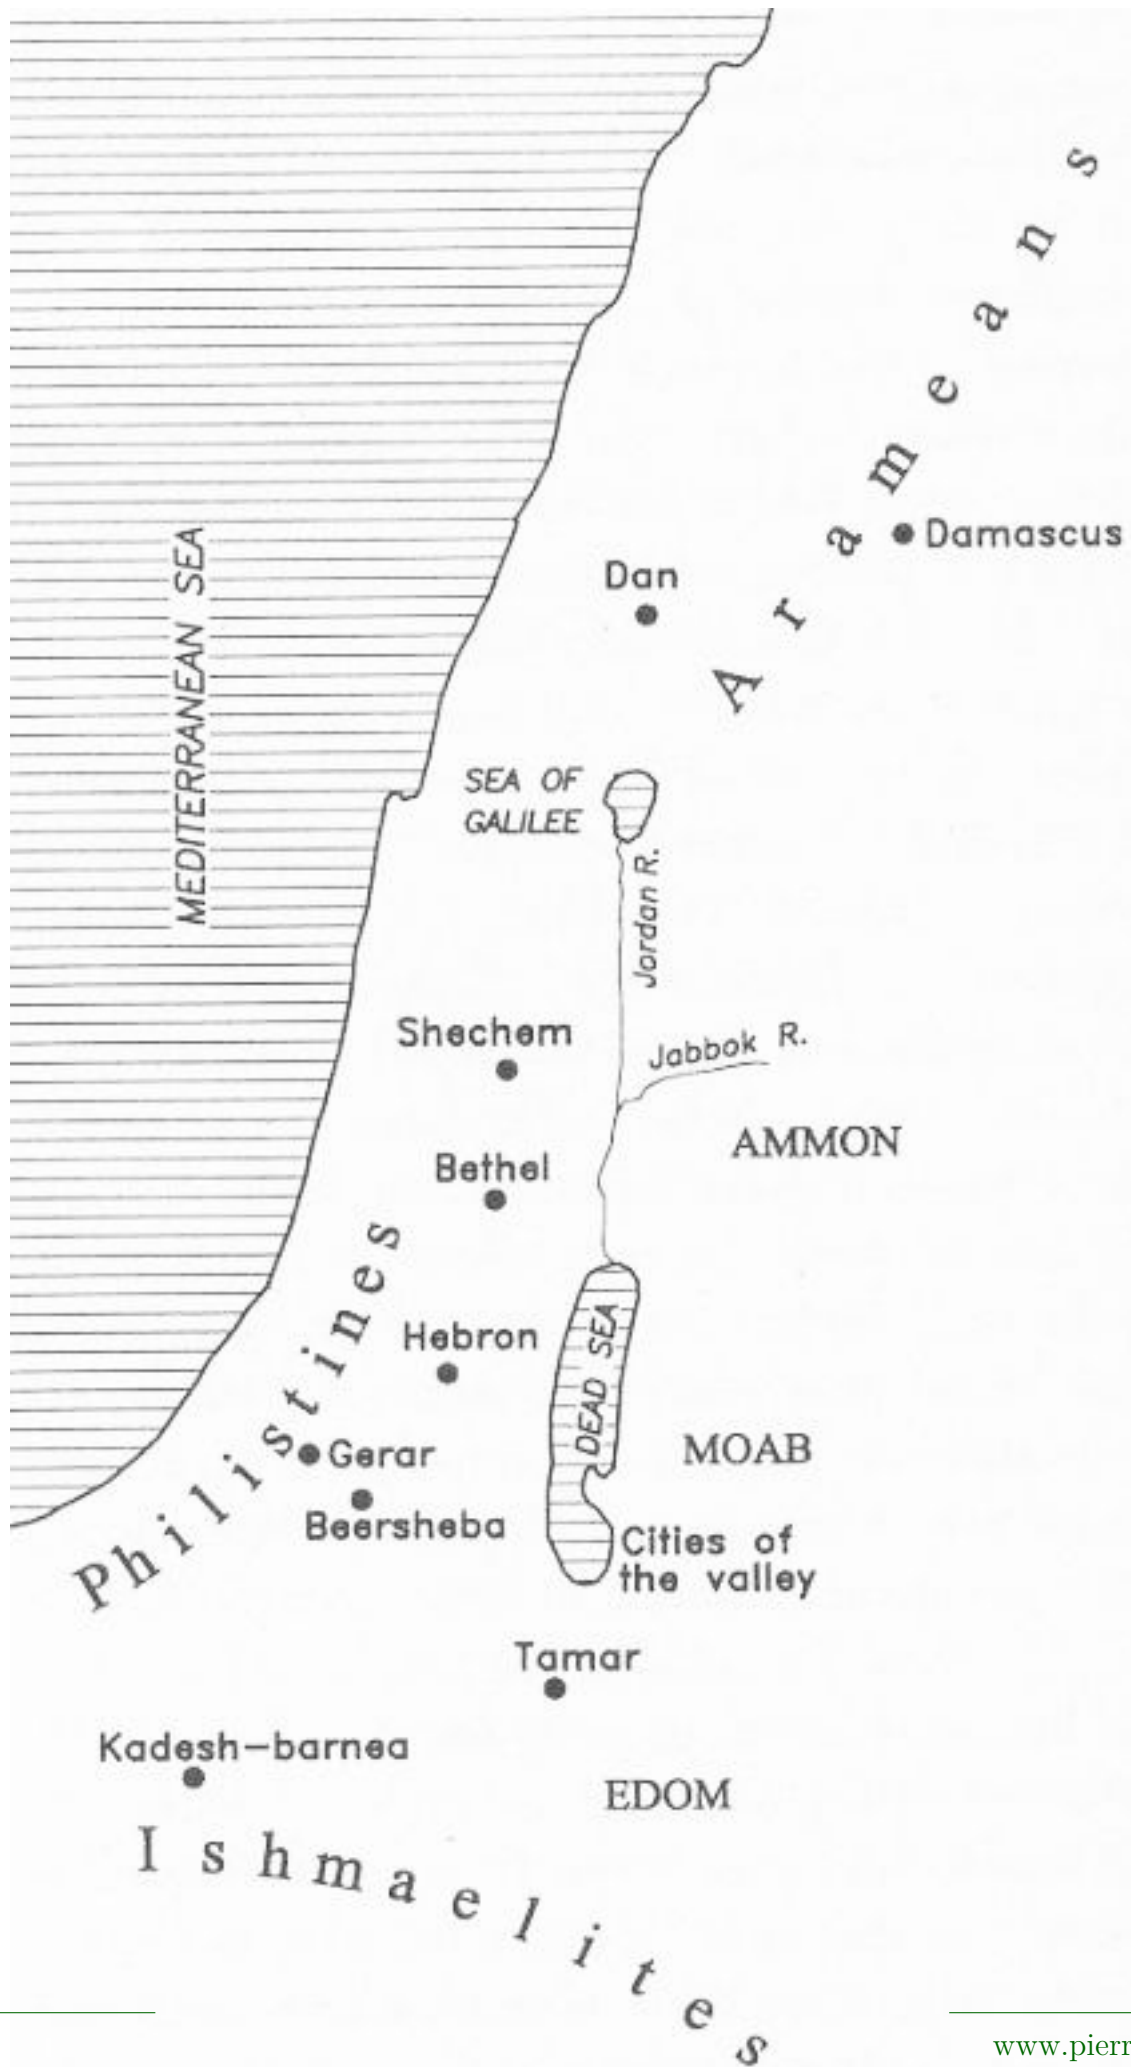 Arameans
Damascus
Dan
MEDITERRANEAN SEA
SEA OF
GALILEE
Jordan R.
Shechem
Jabbok R.
AMMON
Bethel
Philistines
Hebron
DEAD SEA
MOAB
Gerar
Beersheba
Cities of
the valley
Tamar
Kadesh-barnea
EDOM
Ishmaelites
www.pierr